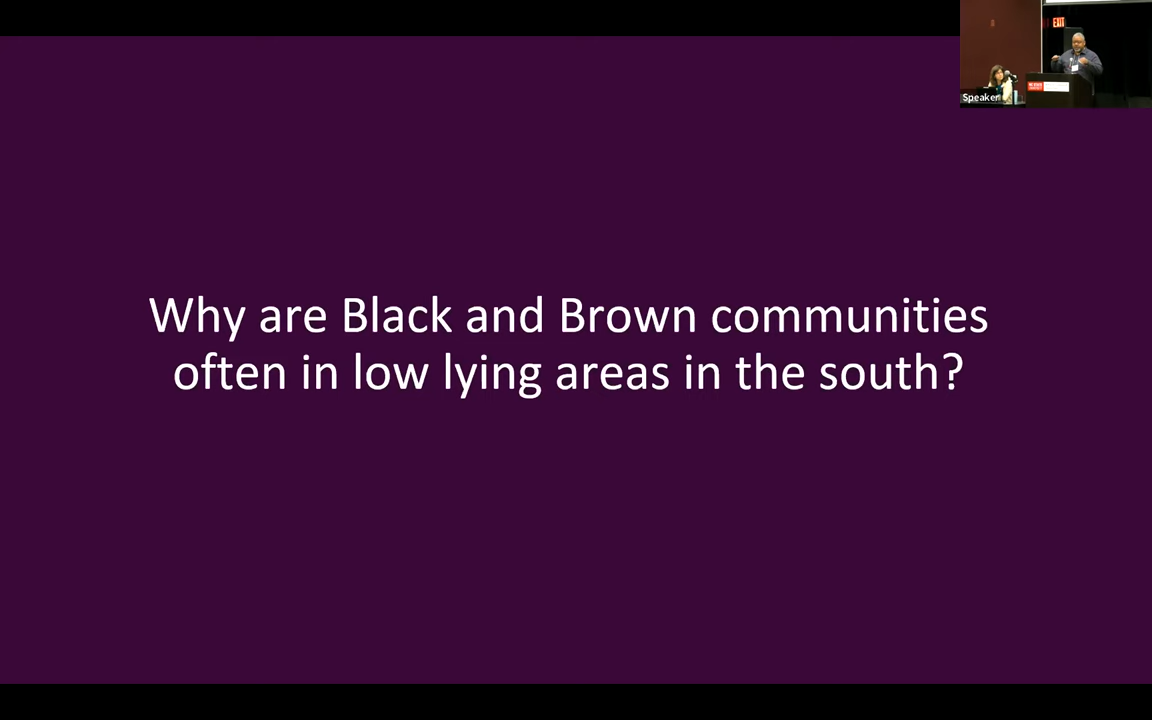 EXIT
Speaker
Why are Black and Brown communities
often in low lying areas in the south?